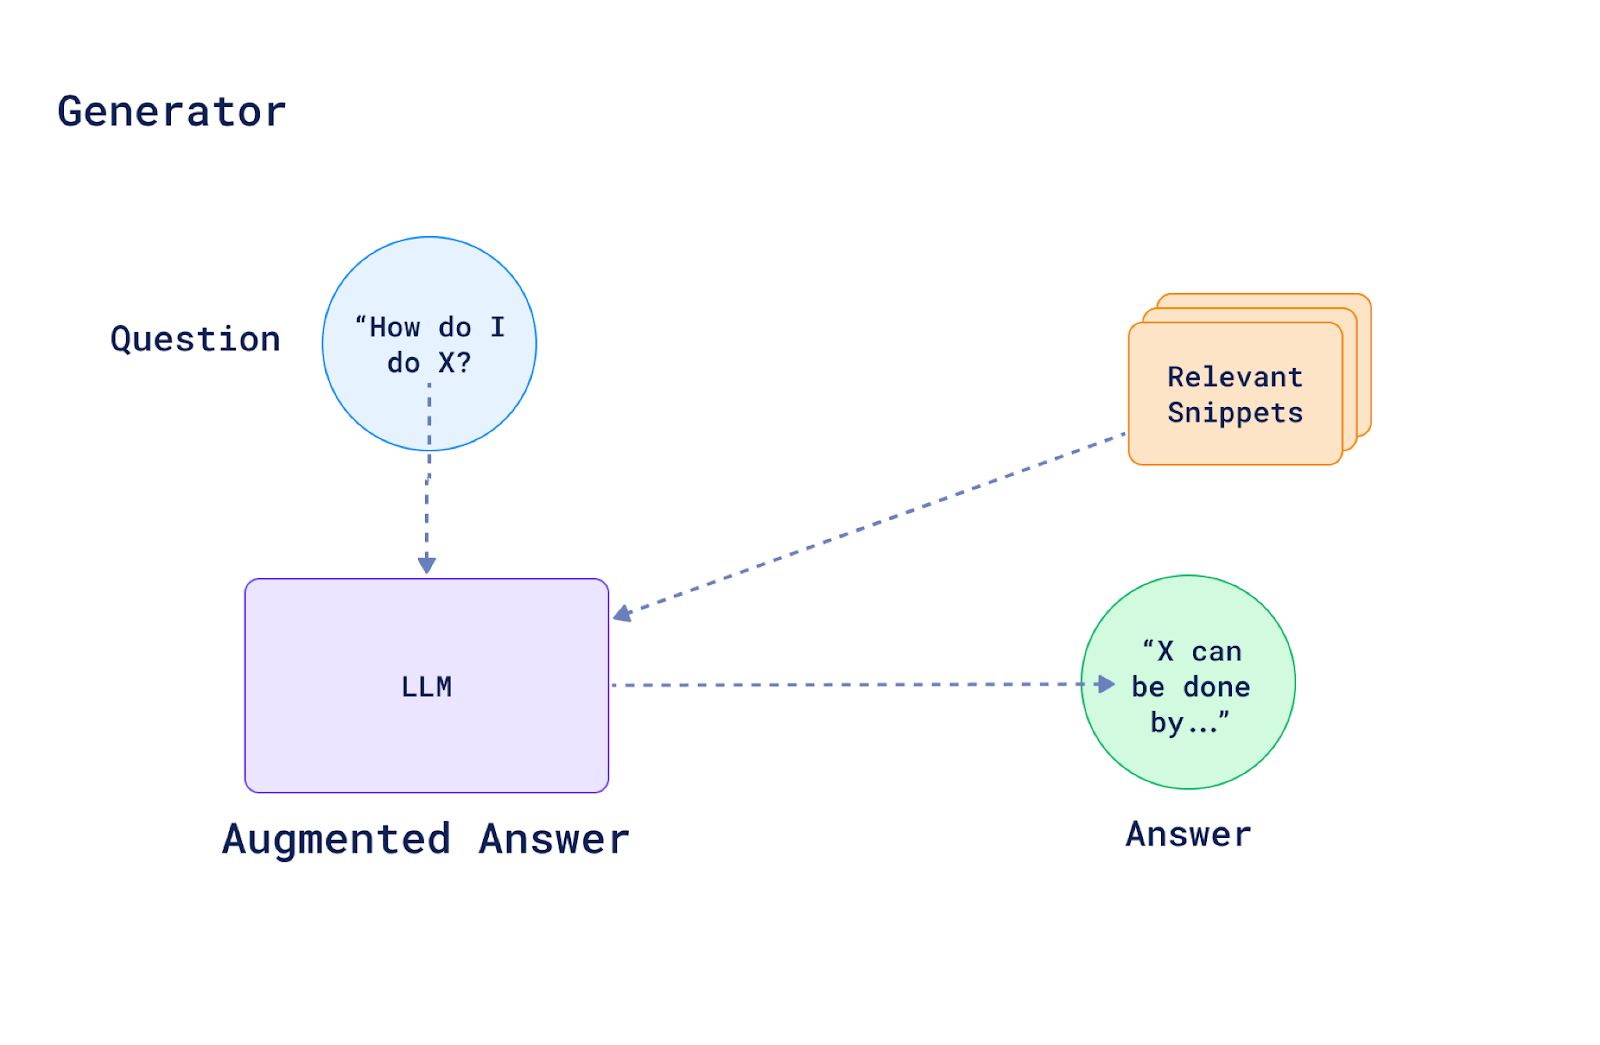 Generator
Question
“How do I
do X?
Relevant
Snippets
LLM
“X can
be done
by...”
Augmented Answer
Answer